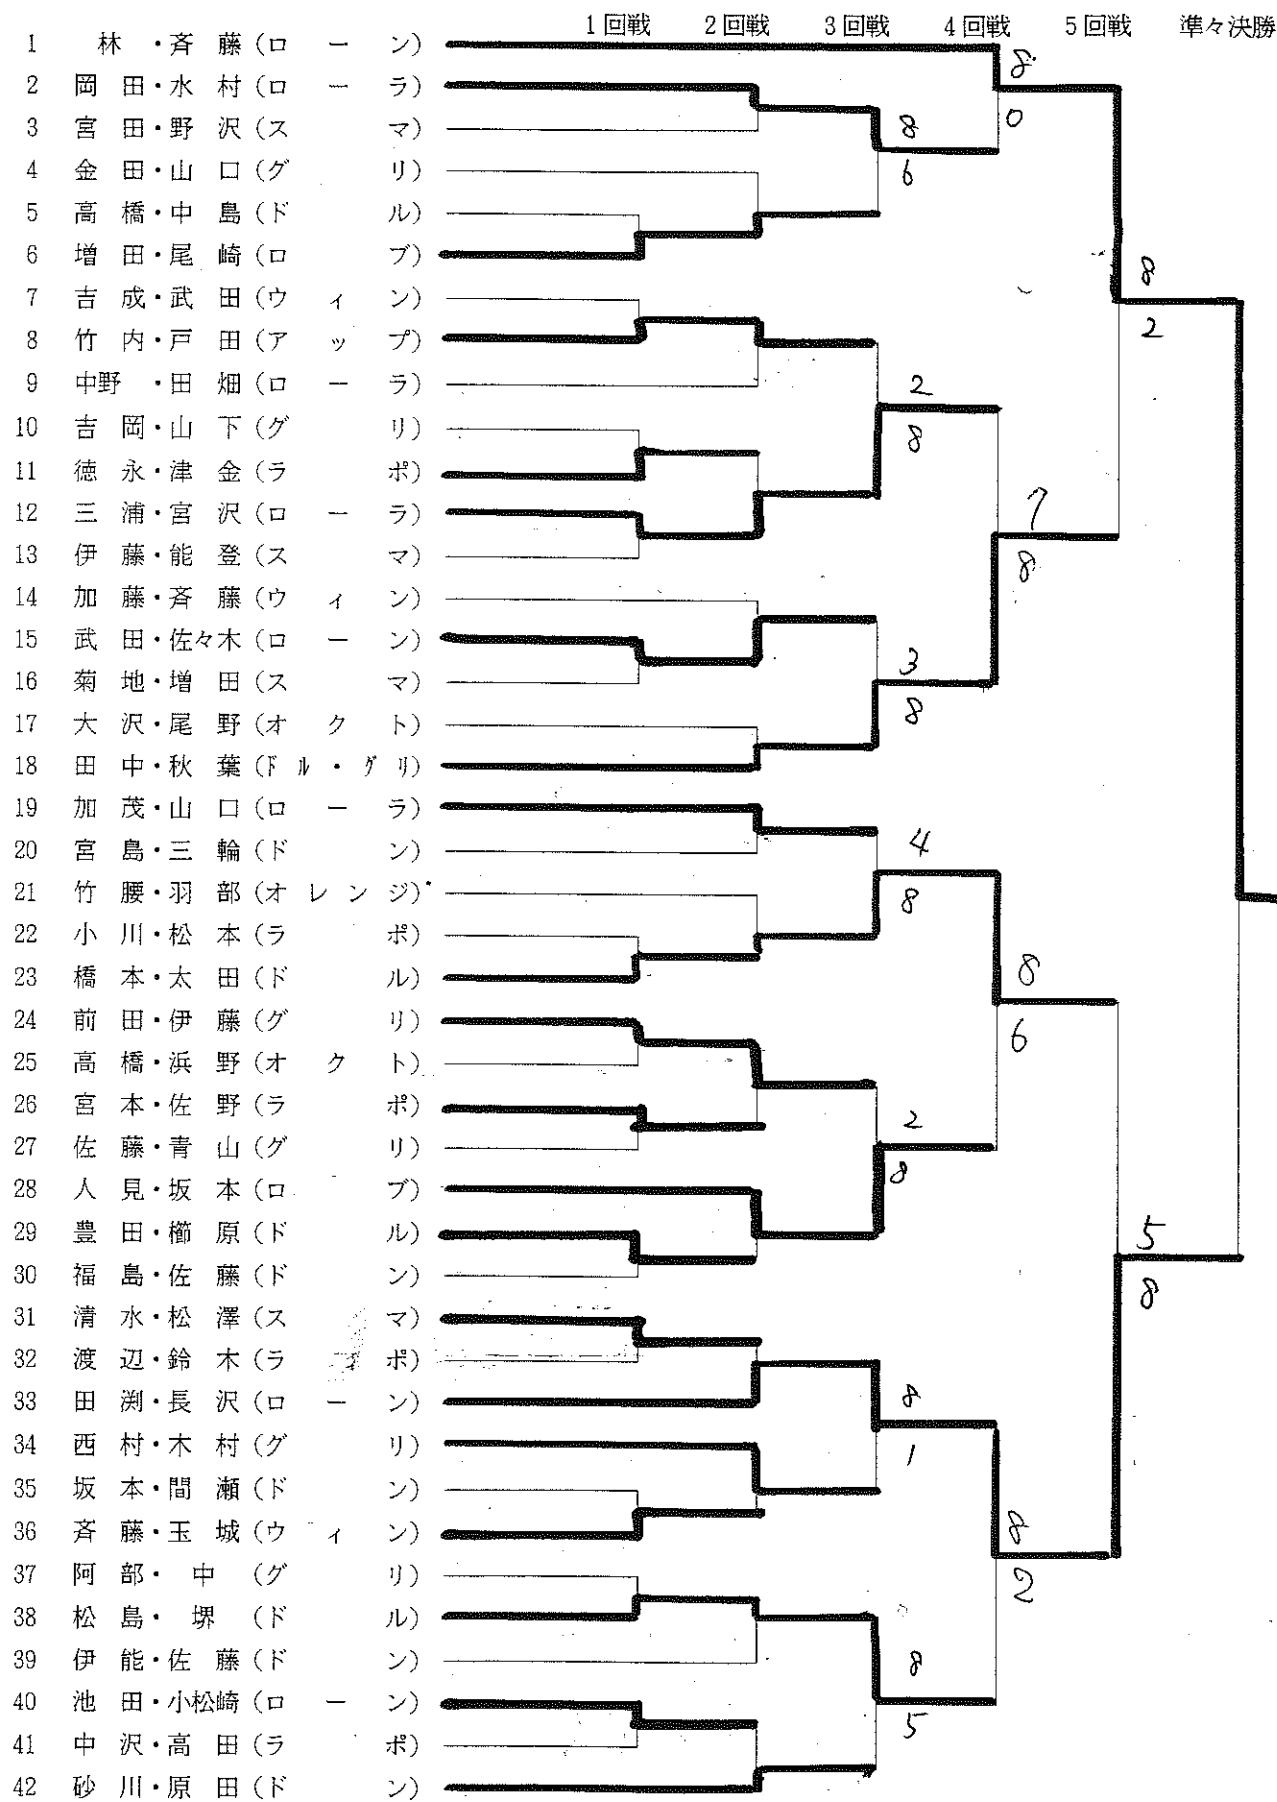 1回戦 2回戦 3回戦 4回戦 5回戦 準々決勝
1 林・斉藤(ローン)
8
2 岡田・水村(ローラ)
0
3 宮田・野沢(スマ)
8
4 金田・山口(グリ)
6
5 高橋・中島(ドル)
6 増田・尾崎(ロブ)
8
7 吉成・武田(ウィン)
2
8 竹内・戸田(アップ)
9 中野・田畑(ローラ)
2
10 吉岡・山下(グリ)
8
11 徳永・津金(ラポ)
12 三浦・宮沢(ローラ)
7
13 伊藤・能登(スマ)
8
14 加藤・斉藤(ウィン)
15 武田・佐々木(ローン)
3
16 菊地・増田(スマ)
8
17 大沢・尾野(オクト)
18 田中・秋葉(ドル・グリ)
19 加茂・山口(ローラ)
4
20 宮島・三輪(ドン)
21 竹腰・羽部(オレンジ)
8
22 小川・松本(ラポ)
23 橋本・太田(ドル)
8
24 前田・伊藤(グリ)
6
25 高橋・浜野(オクト)
26 宮本・佐野(ラポ)
2
27 佐藤・青山(グリ)
8
28 人見・坂本(ロブ)
29 豊田・櫛原(ドル)
5
30 福島・佐藤(ドン)
8
31 清水・松澤(スマ)
32 渡辺・鈴木(ラポ)
33 田渕・長沢(ローン)
8
34 西村・木村(グリ)
1
35 坂本・間瀬(ドン)
36 斉藤・玉城(ウィン)
8
37 阿部・中(グリ)
2
38 松島・堺(ドル)
39 伊能・佐藤(ドン)
8
40 池田・小松崎(ローン)
5
41 中沢・高田(ラポ)
42 砂川・原田(ドン)